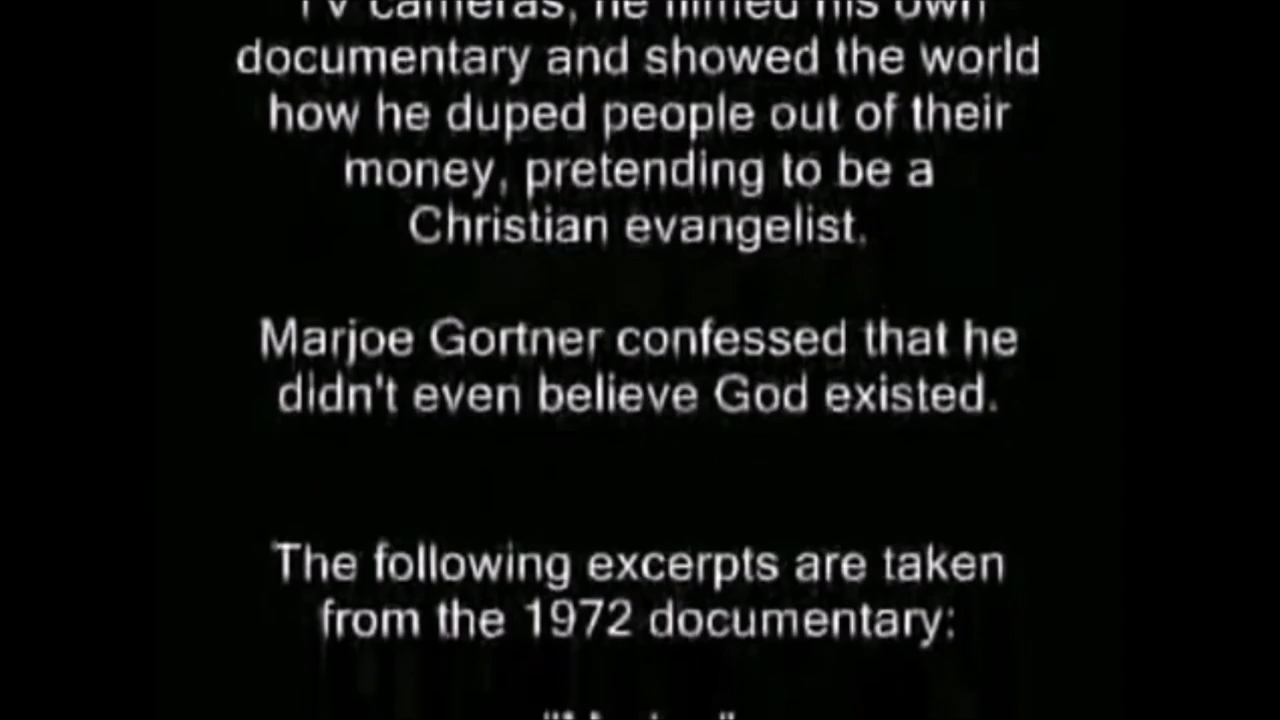 TV cameras, he filmed his own
documentary and showed the world
how he duped people out of their
money, pretending to be a
Christian evangelist.
Marjoe Gortner confessed that he
didn't even believe God existed.
The following excerpts are taken
from the 1972 documentary: